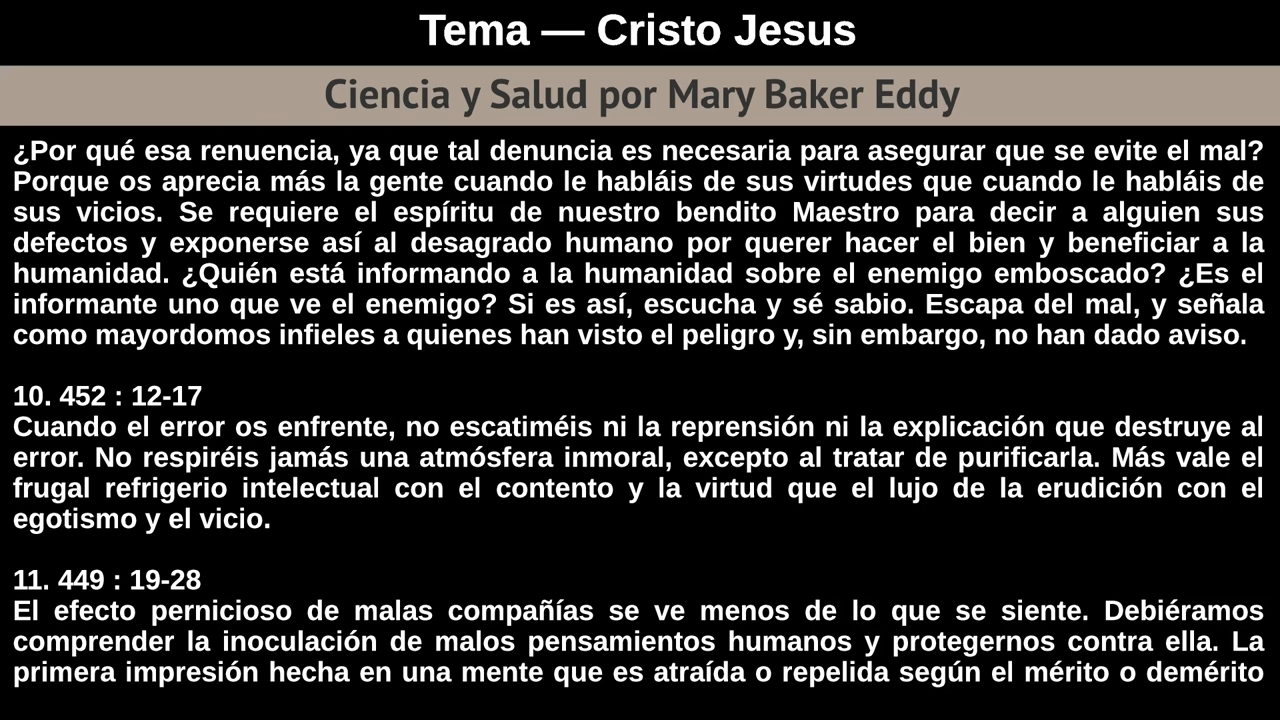 Tema — Cristo Jesus
Ciencia y Salud por Mary Baker Eddy
¿Por qué esa renuencia, ya que tal denuncia es necesaria para asegurar que se evite el mal?
Porque os aprecia más la gente cuando le habláis de sus virtudes que cuando le habláis de
sus vicios. Se requiere el espíritu de nuestro bendito Maestro para decir a alguien sus
defectos y exponerse así al desagrado humano por querer hacer el bien y beneficiar a la
humanidad. ¿Quién está informando a la humanidad sobre el enemigo emboscado? ¿Es el
informante uno que ve el enemigo? Si es así, escucha y sé sabio. Escapa del mal, y señala
como mayordomos infieles a quienes han visto el peligro y, sin embargo, no han dado aviso.
10. 452 : 12-17
Cuando el error os enfrente, no escatiméis ni la reprensión ni la explicación que destruye al
error. No respiréis jamás una atmósfera inmoral, excepto al tratar de purificarla. Más vale el
frugal refrigerio intelectual con el contento y la virtud que el lujo de la erudición con el
egotismo y el vicio.
11. 449 : 19-28
El efecto pernicioso de malas compañías se ve menos de lo que se siente. Debiéramos
comprender la inoculación de malos pensamientos humanos y protegernos contra ella. La
primera impresión hecha en una mente que es atraída o repelida según el mérito o demérito